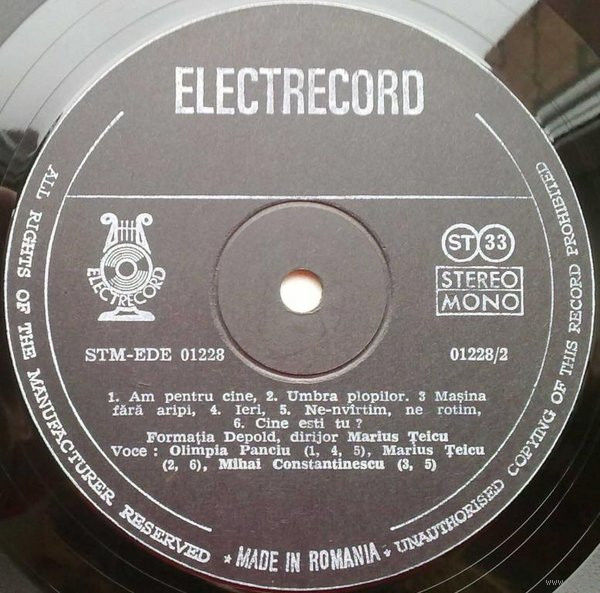 ELECTRECORD
ELECTRECORD
ST 33
STEREO
MONO
STM-EDE 01228
01228/2
1. Am pentru cine, 2. Umbra plopilor. 3 Mașina
fără aripi, 4. Ieri, 5. Ne-nvîrtim, ne rotim,
6. Cine esti tu ?
Formația Depold, dirijor Marius Țeicu
Voce : Olimpia Panciu (1, 4, 5), Marius Țeicu
(2, 6), Mihai Constantinescu (3, 5)
ALL RIGHTS OF THE MANUFACTURER RESERVED * MADE IN ROMANIA * UNAUTHORISED COPYING OF THIS RECORD PROHIBITED
www.